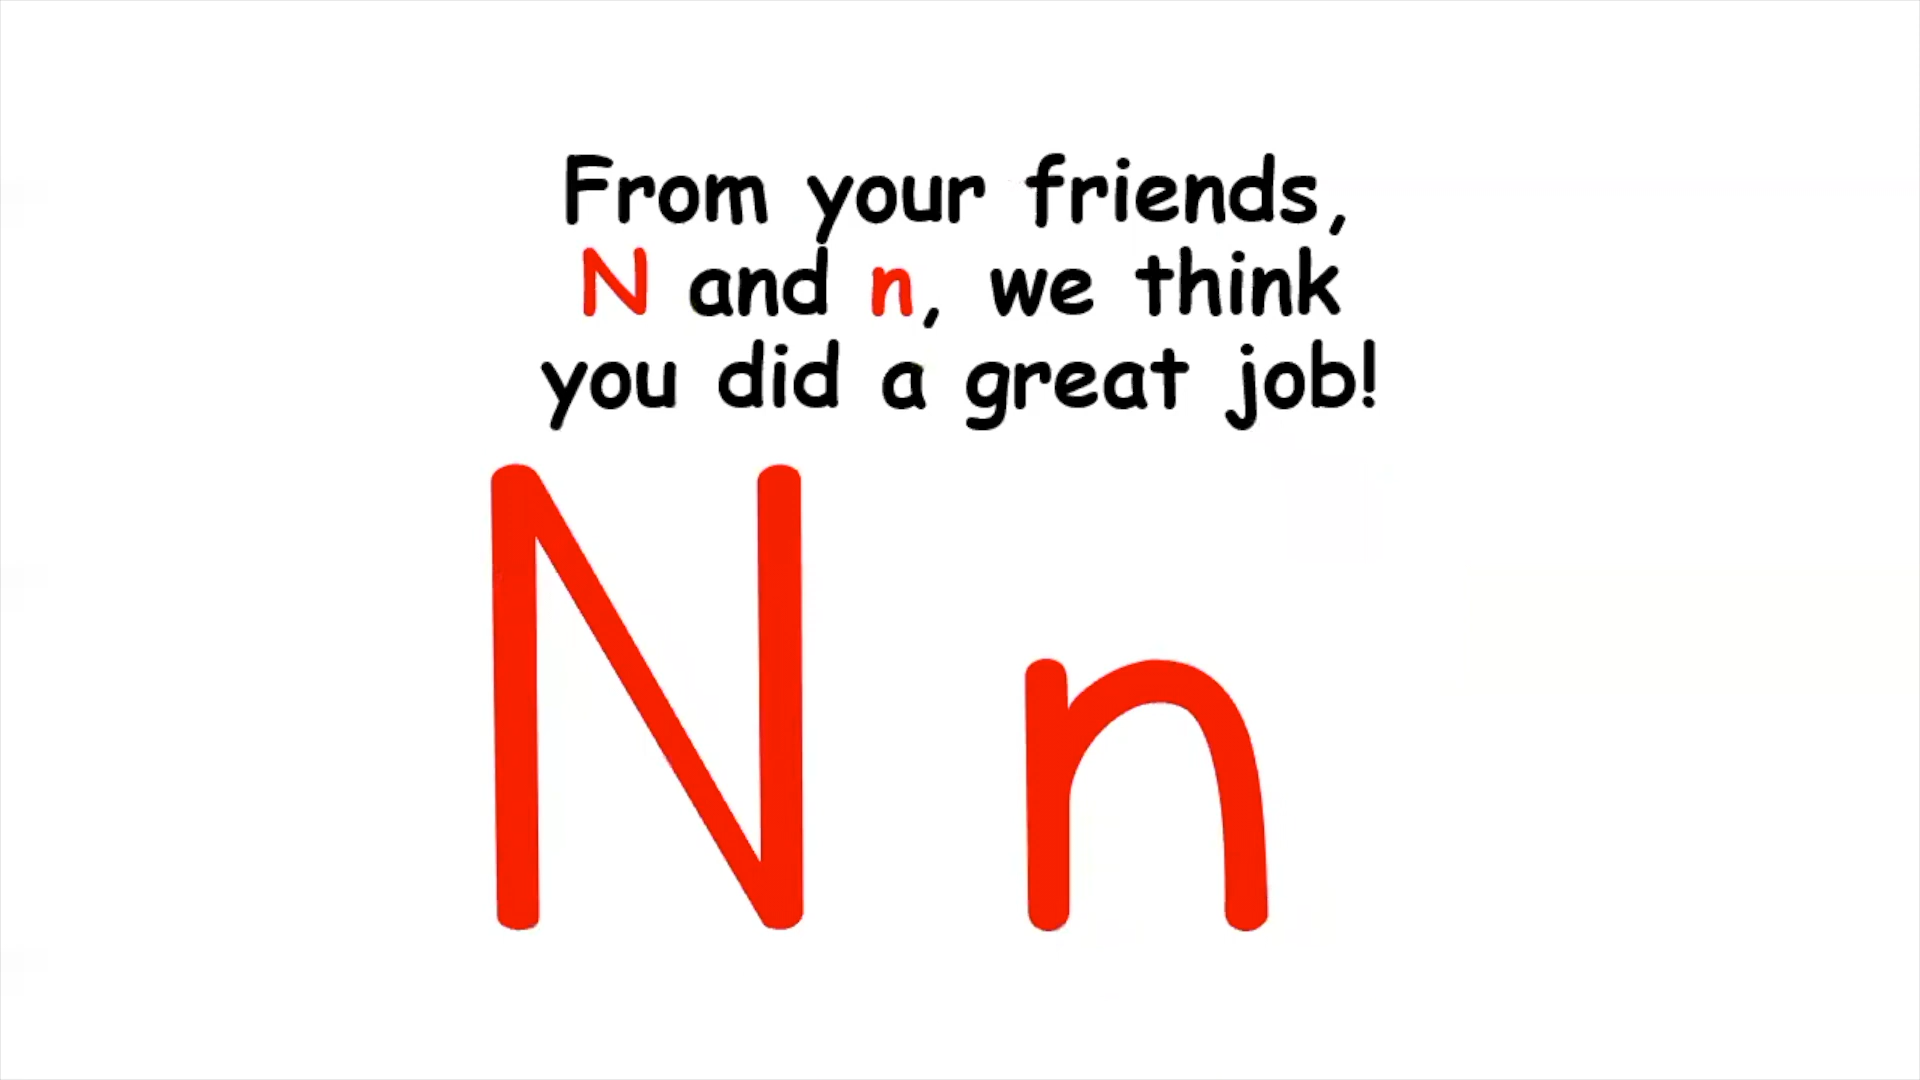 From your friends,
N and n, we think
you did a great job!
N n